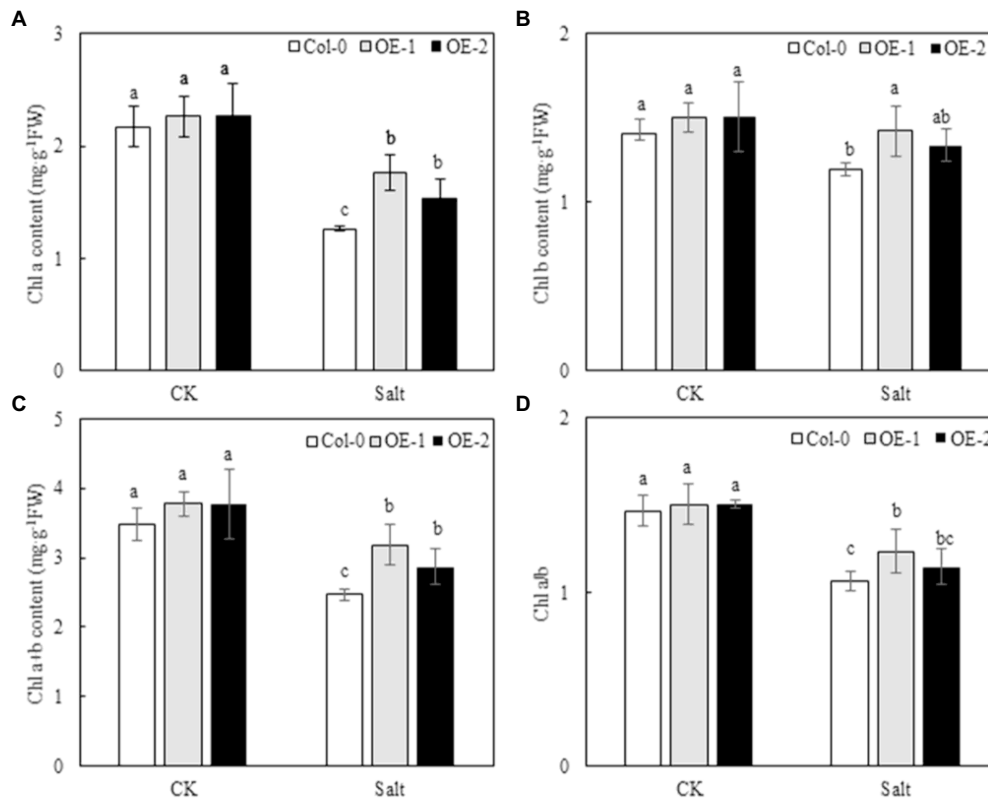 A
Chl a content (mg·g⁻¹FW)
3
2
1
0
Col-0 OE-1 OE-2
a a a
c b b
CK Salt
B
Chl b content (mg·g⁻¹FW)
2
1
0
Col-0 OE-1 OE-2
a a a
b a ab
CK Salt
C
Chl a+b content (mg·g⁻¹FW)
5
4
3
2
1
0
Col-0 OE-1 OE-2
a a a
c b b
CK Salt
D
Chl a/b
2
1
0
Col-0 OE-1 OE-2
a a a
c b bc
CK Salt